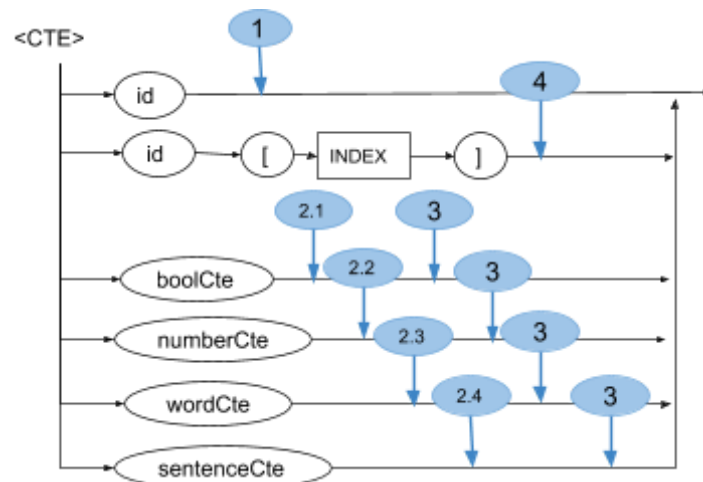 <CTE>
1
id
4
id [ INDEX ]
2.1 3
boolCte
2.2 3
numberCte
2.3 3
wordCte
2.4 3
sentenceCte